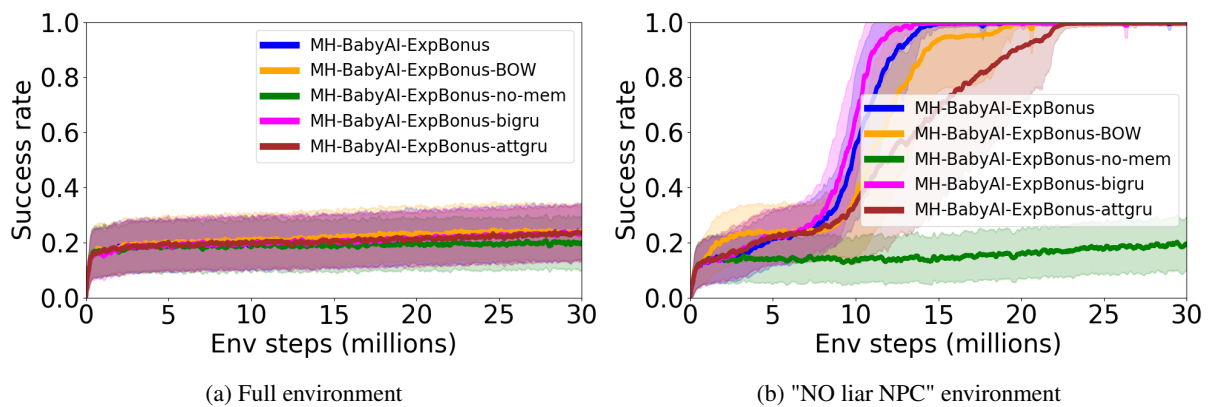 1.0
0.8
0.6
0.4
0.2
0.0
Success rate
0 5 10 15 20 25 30
Env steps (millions)
MH-BabyAI-ExpBonus
MH-BabyAI-ExpBonus-BOW
MH-BabyAI-ExpBonus-no-mem
MH-BabyAI-ExpBonus-bigru
MH-BabyAI-ExpBonus-attgru
(a) Full environment
1.0
0.8
0.6
0.4
0.2
0.0
Success rate
0 5 10 15 20 25 30
Env steps (millions)
MH-BabyAI-ExpBonus
MH-BabyAI-ExpBonus-BOW
MH-BabyAI-ExpBonus-no-mem
MH-BabyAI-ExpBonus-bigru
MH-BabyAI-ExpBonus-attgru
(b) "NO liar NPC" environment